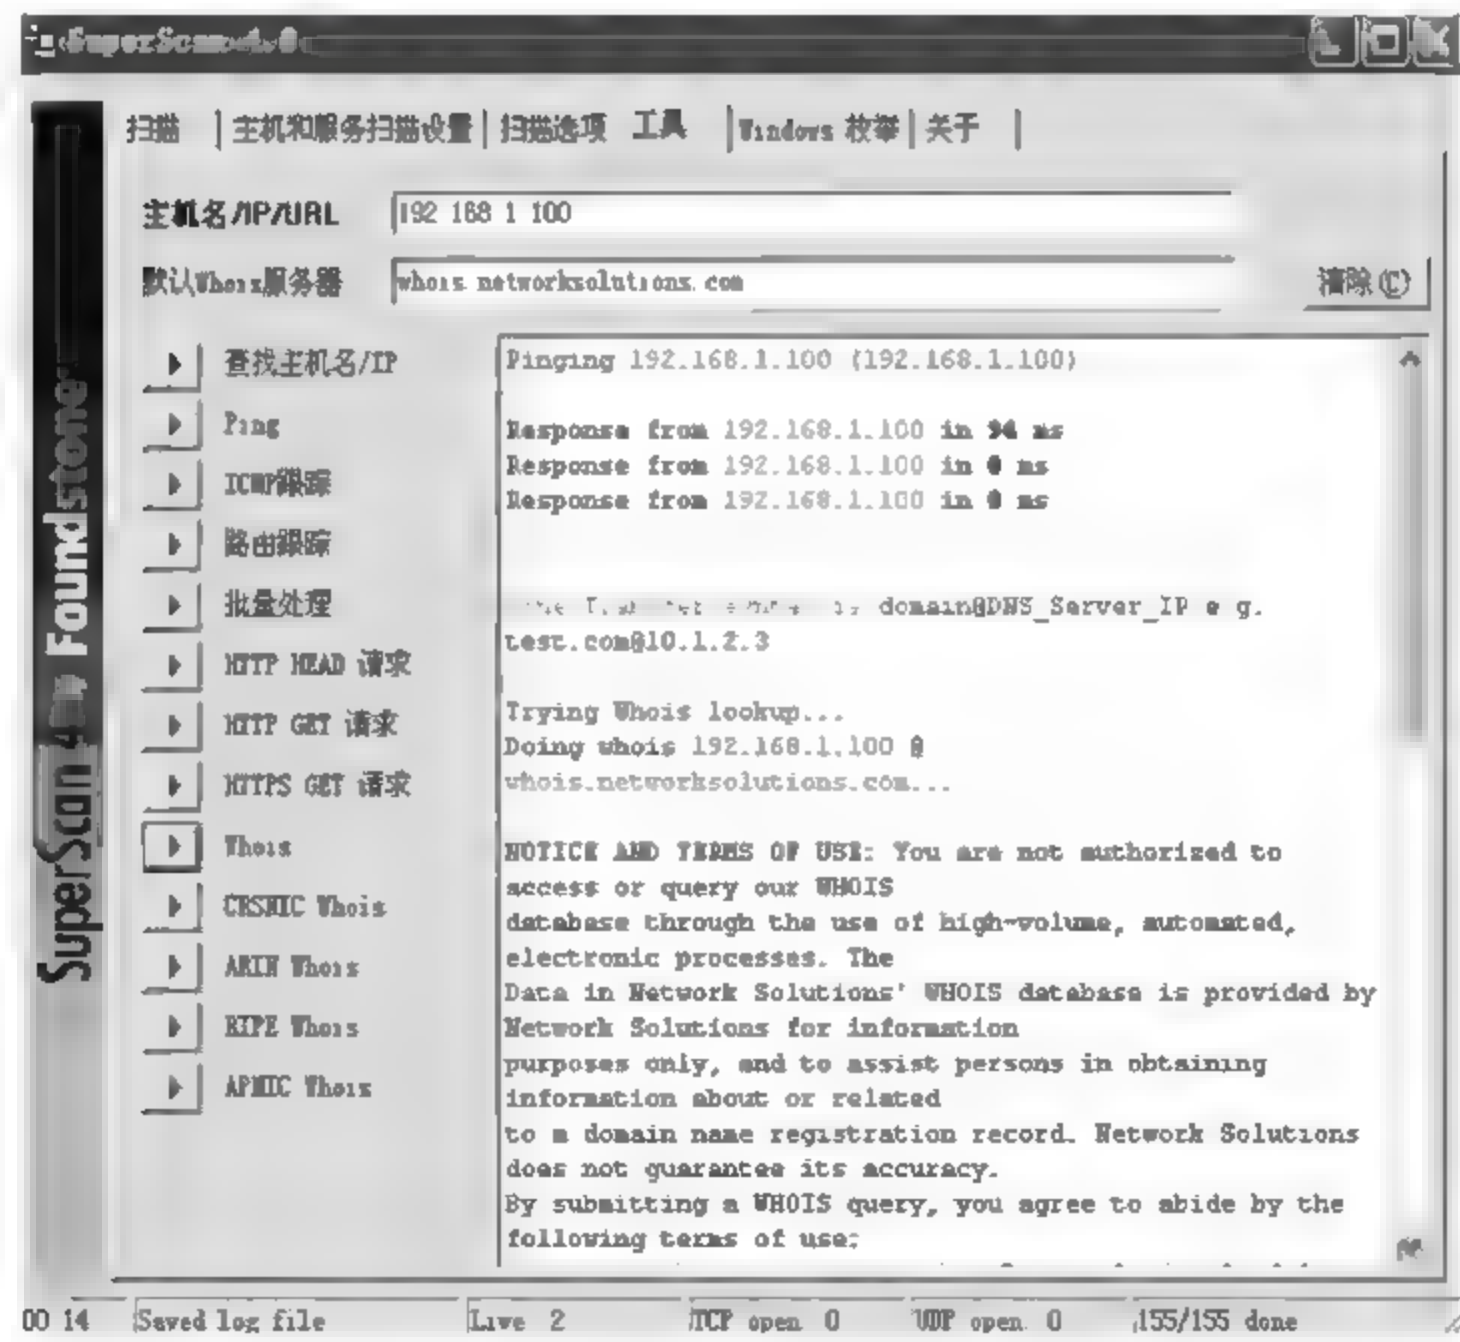 SuperScan 4.0
扫描 主机和服务扫描设置 扫描选项 工具 Windows 枚举 关于
主机名/IP/URL 192 168 1 100
默认Whois服务器 whois networksolutions.com 清除(C)
查找主机名/IP
Ping
ICMP跟踪
路由跟踪
批量处理
HTTP HEAD 请求
HTTP GET 请求
HTTPS GET 请求
Whois
CRSNIC Whois
ARIN Whois
RIPE Whois
APNIC Whois
Pinging 192.168.1.100 (192.168.1.100)
Response from 192.168.1.100 in 94 ms
Response from 192.168.1.100 in 0 ms
Response from 192.168.1.100 in 0 ms
domain@DNS_Server_IP e g.
test.com@10.1.2.3
Trying Whois lookup...
Doing whois 192.168.1.100 @
whois.networksolutions.com...
NOTICE AND TERMS OF USE: You are not authorized to
access or query our WHOIS
database through the use of high-volume, automated,
electronic processes. The
Data in Network Solutions' WHOIS database is provided by
Network Solutions for information
purposes only, and to assist persons in obtaining
information about or related
to a domain name registration record. Network Solutions
does not guarantee its accuracy.
By submitting a WHOIS query, you agree to abide by the
following terms of use:
SuperScan 4 by Foundstone
00 14 Saved log file Live 2 TCP open 0 UDP open 0 155/155 done